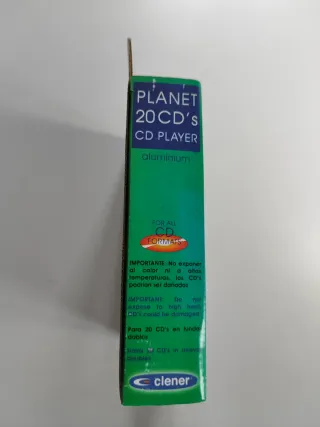 PLANET
20CD's
CD PLAYER
aluminium
FOR ALL
CD
FORMATS
IMPORTANTE: No exponer
al calor ni a altas
temperaturas, los CD's
podrían ser dañados
IMPORTANT: Do not
expose to high heat,
CD's could be damaged
Para 20 CD's en fundas
dobles
clener